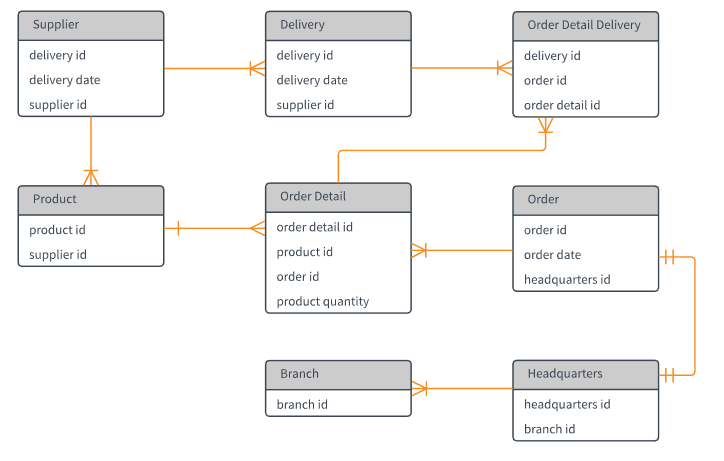 Supplier
delivery id
delivery date
supplier id
Delivery
delivery id
delivery date
supplier id
Order Detail Delivery
delivery id
order id
order detail id
Product
product id
supplier id
Order Detail
order detail id
product id
order id
product quantity
Order
order id
order date
headquarters id
Branch
branch id
Headquarters
headquarters id
branch id